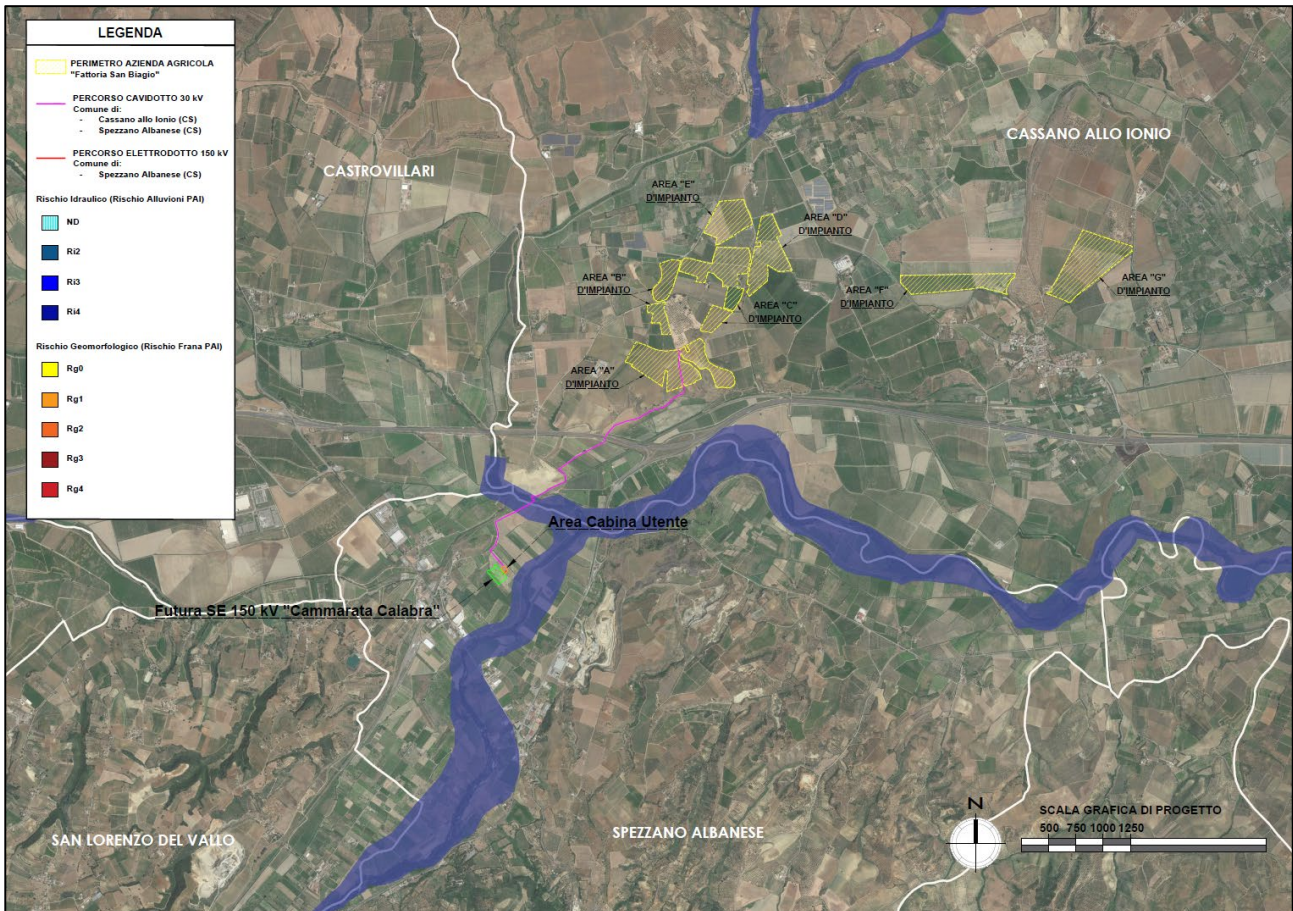 LEGENDA
PERIMETRO AZIENDA AGRICOLA
"Fattoria San Biagio"
PERCORSO CAVIDOTTO 30 kV
Comune di:
- Cassano allo Ionio (CS)
- Spezzano Albanese (CS)
PERCORSO ELETTRODOTTO 150 kV
Comune di:
- Spezzano Albanese (CS)
Rischio Idraulico (Rischio Alluvioni PAI)
ND
Ri2
Ri3
Ri4
Rischio Geomorfologico (Rischio Frana PAI)
Rg0
Rg1
Rg2
Rg3
Rg4
CASTROVILLARI
CASSANO ALLO IONIO
AREA "E"
D'IMPIANTO
AREA "D"
D'IMPIANTO
AREA "B"
D'IMPIANTO
AREA "C"
D'IMPIANTO
AREA "F"
D'IMPIANTO
AREA "G"
D'IMPIANTO
AREA "A"
D'IMPIANTO
Area Cabina Utente
Futura SE 150 kV "Cammarata Calabra"
SAN LORENZO DEL VALLO
SPEZZANO ALBANESE
N
SCALA GRAFICA DI PROGETTO
500 750 1000 1250